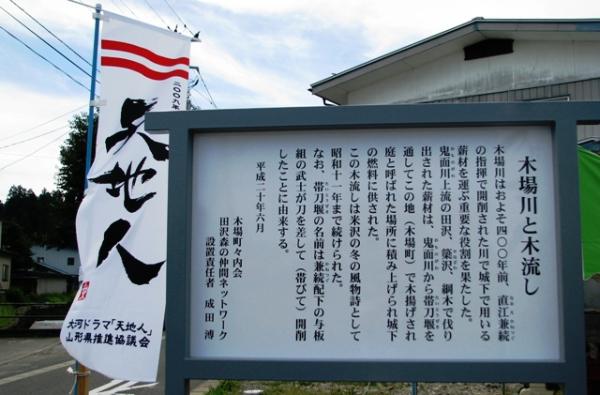 木場川と木流し
木場川はおよそ四〇〇年前、直江兼続
の指揮で開削された川で城下で用いる
薪材を運ぶ重要な役割を果たした。
鬼面川上流の田沢、簗沢、綱木で伐り
出された薪材は、鬼面川から帯刀堰を
通してこの地（木場町）で木揚げされ
庭と呼ばれた場所に積み上げられ城下
の燃料に供された。
この木流しは米沢の冬の風物詩として
昭和十一年まで続けられた。
なお、帯刀堰の名前は兼続配下の与板
組の武士が刀を差して（帯びて）開削
したことに由来する。
平成二十年六月
木場町々内会
田沢森の仲間ネットワーク
設置責任者 成田 溥
二〇〇九年
天地人
大河ドラマ「天地人」
山形県推進協議会